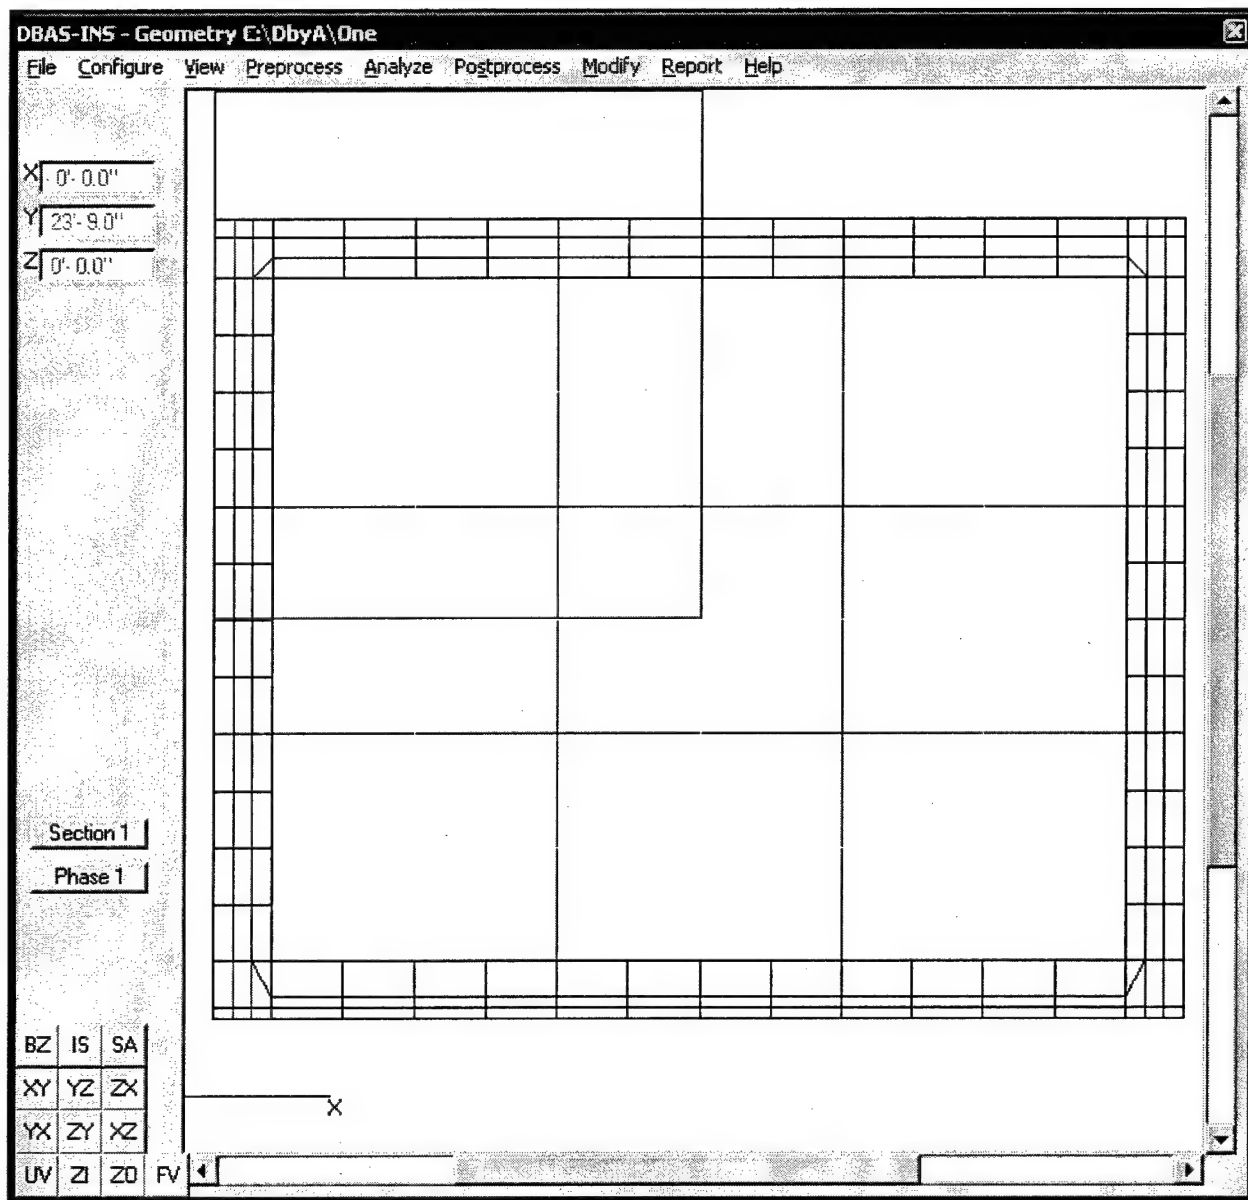 DBAS-INS - Geometry C:\DbyA\One
File Configure View Preprocess Analyze Postprocess Modify Report Help
X 0'- 0.0"
Y 23'- 9.0"
Z 0'- 0.0"
Section 1
Phase 1
BZ IS SA
XY YZ ZX
X
YX ZY XZ
UV ZI ZO FV